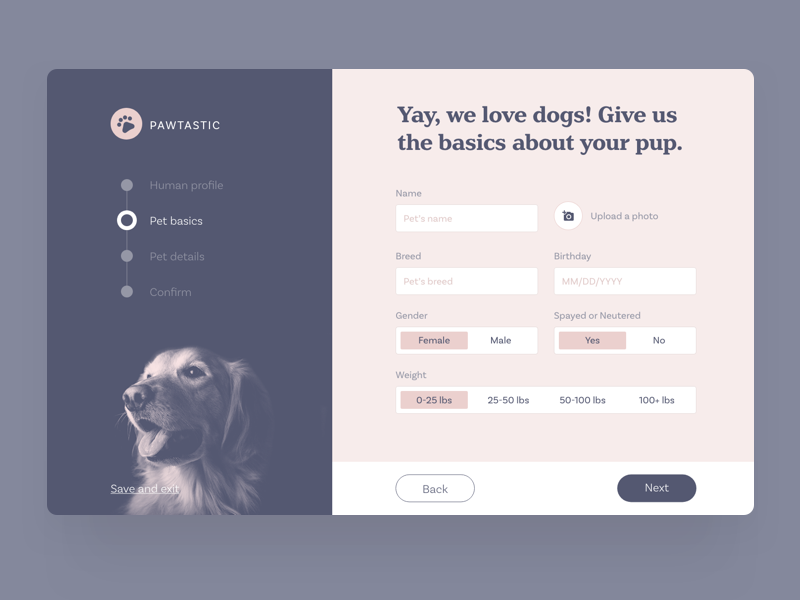 PAWTASTIC
Human profile
Pet basics
Pet details
Confirm
Save and exit
Yay, we love dogs! Give us
the basics about your pup.
Name
Pet's name
Upload a photo
Breed
Birthday
Pet's breed
MM/DD/YYYY
Gender
Spayed or Neutered
Female Male
Yes No
Weight
0-25 lbs 25-50 lbs 50-100 lbs 100+ lbs
Back
Next